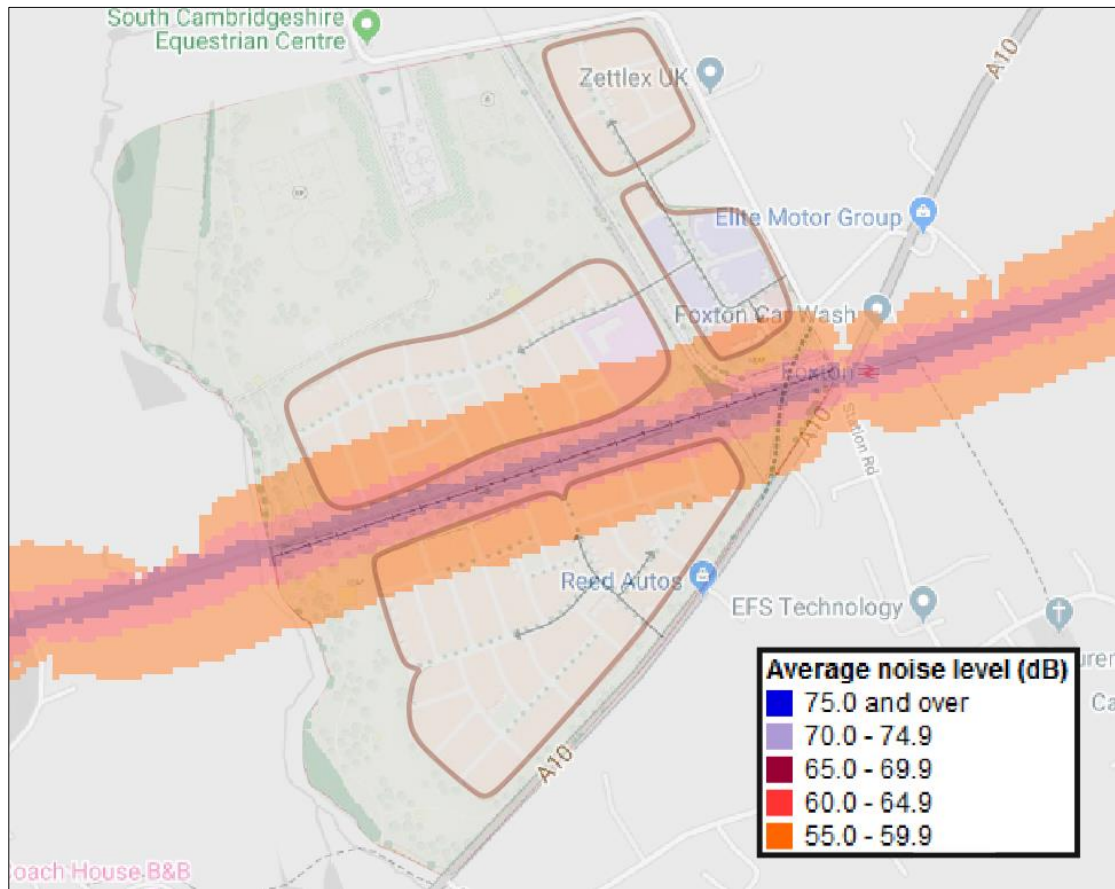 South Cambridgeshire
Equestrian Centre
A10
Zettlex UK
Elite Motor Group
Foxton Car Wash
Foxton
A10
Station Rd
Reed Autos
EFS Technology
A10
Average noise level (dB)
75.0 and over
70.0 - 74.9
65.0 - 69.9
60.0 - 64.9
55.0 - 59.9
Coach House B&B